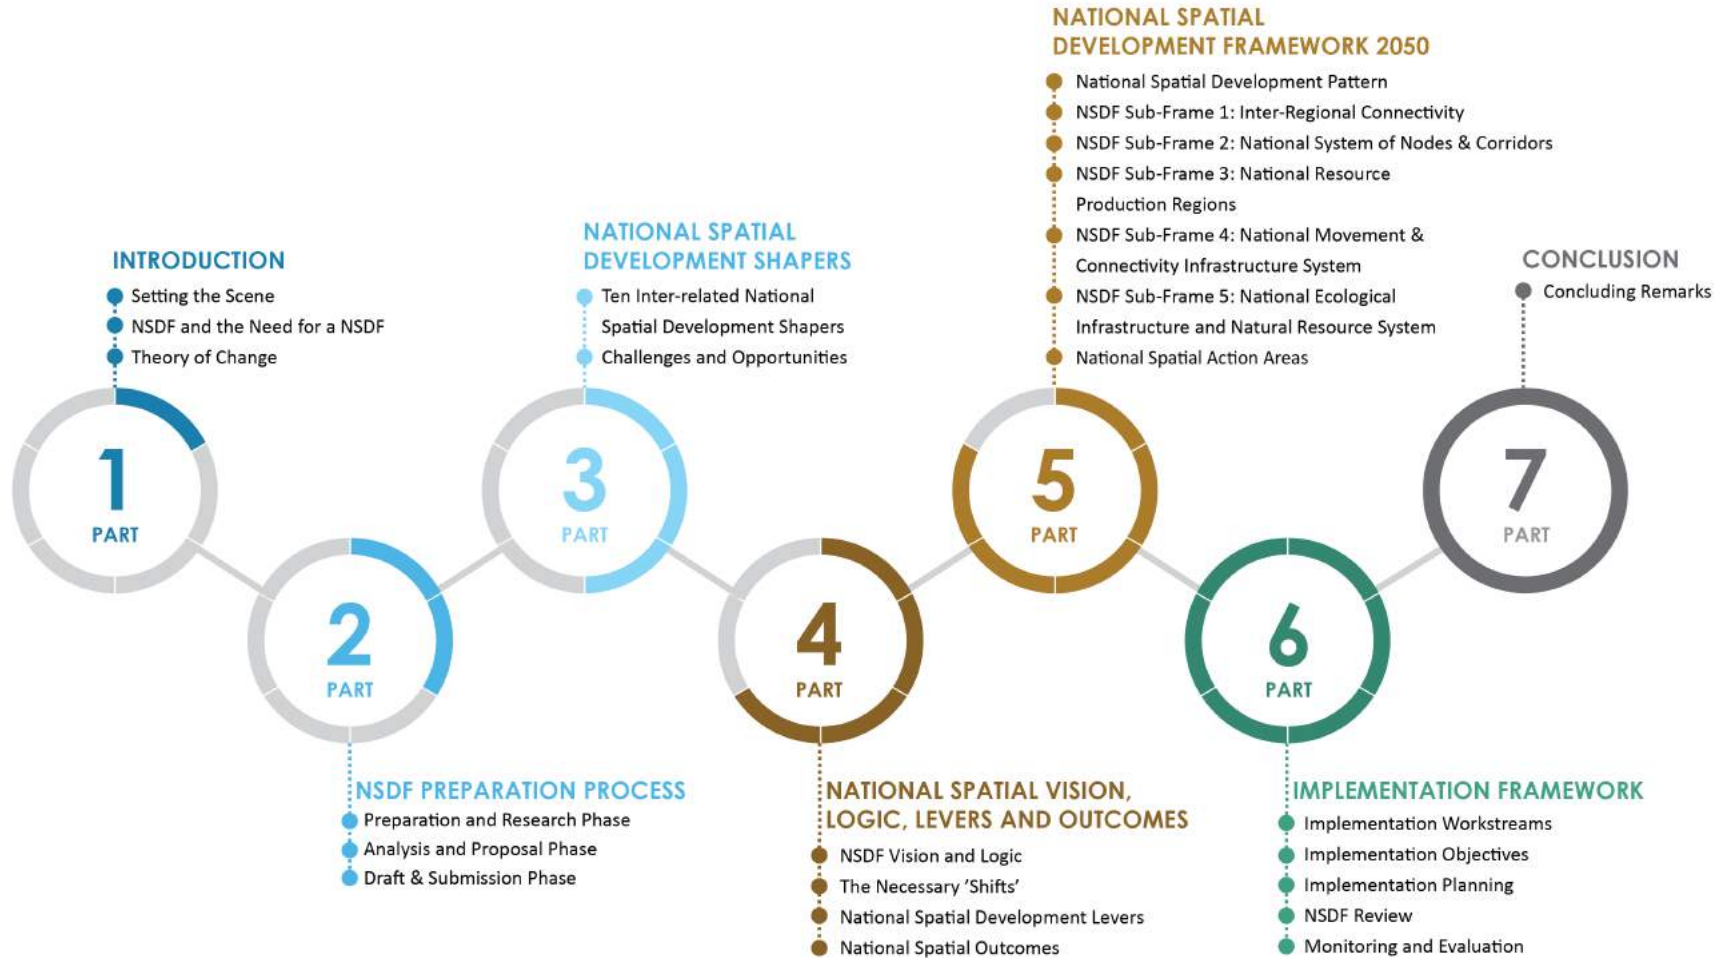 INTRODUCTION
Setting the Scene
NSDF and the Need for a NSDF
Theory of Change
1
PART
2
PART
NSDF PREPARATION PROCESS
Preparation and Research Phase
Analysis and Proposal Phase
Draft & Submission Phase
NATIONAL SPATIAL
DEVELOPMENT SHAPERS
Ten Inter-related National
Spatial Development Shapers
Challenges and Opportunities
3
PART
4
PART
NATIONAL SPATIAL VISION,
LOGIC, LEVERS AND OUTCOMES
NSDF Vision and Logic
The Necessary 'Shifts'
National Spatial Development Levers
National Spatial Outcomes
NATIONAL SPATIAL
DEVELOPMENT FRAMEWORK 2050
National Spatial Development Pattern
NSDF Sub-Frame 1: Inter-Regional Connectivity
NSDF Sub-Frame 2: National System of Nodes & Corridors
NSDF Sub-Frame 3: National Resource
Production Regions
NSDF Sub-Frame 4: National Movement &
Connectivity Infrastructure System
NSDF Sub-Frame 5: National Ecological
Infrastructure and Natural Resource System
National Spatial Action Areas
5
PART
6
PART
IMPLEMENTATION FRAMEWORK
Implementation Workstreams
Implementation Objectives
Implementation Planning
NSDF Review
Monitoring and Evaluation
CONCLUSION
Concluding Remarks
7
PART